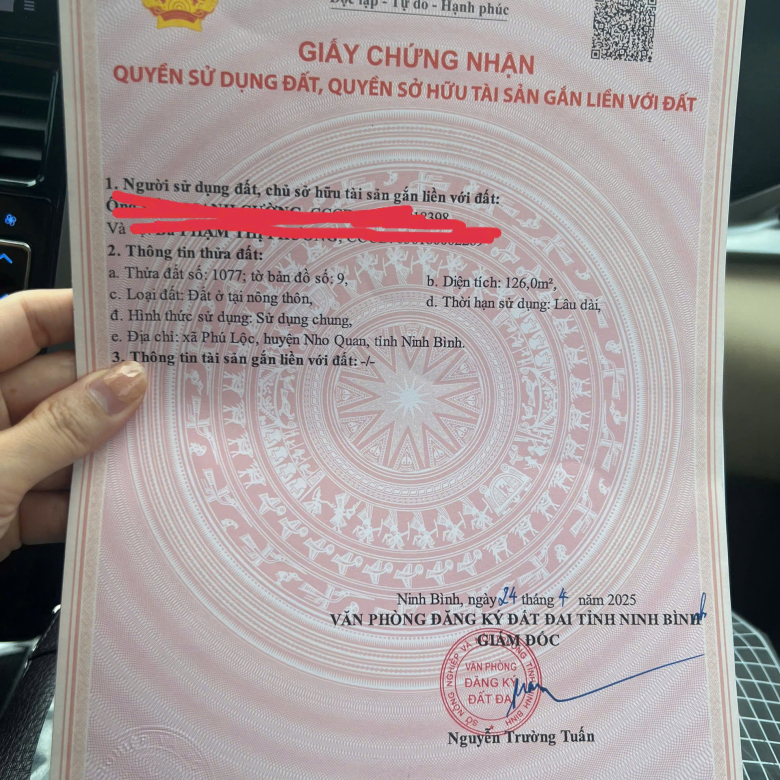 Độc lập - Tự do - Hạnh phúc
GIẤY CHỨNG NHẬN
QUYỀN SỬ DỤNG ĐẤT, QUYỀN SỞ HỮU TÀI SẢN GẮN LIỀN VỚI ĐẤT
1. Người sử dụng đất, chủ sở hữu tài sản gắn liền với đất:
Và
2. Thông tin thửa đất:
a. Thửa đất số: 1077; tờ bản đồ số: 9,
b. Diện tích: 126,0m²,
c. Loại đất: Đất ở tại nông thôn,
d. Thời hạn sử dụng: Lâu dài,
đ. Hình thức sử dụng: Sử dụng chung,
e. Địa chỉ: xã Phú Lộc, huyện Nho Quan, tỉnh Ninh Bình.
3. Thông tin tài sản gắn liền với đất: -/-
Ninh Bình, ngày 24 tháng 4 năm 2025
VĂN PHÒNG ĐĂNG KÝ ĐẤT ĐAI TỈNH NINH BÌNH
GIÁM ĐỐC
VĂN PHÒNG
ĐĂNG KÝ
ĐẤT ĐA
Nguyễn Trường Tuấn